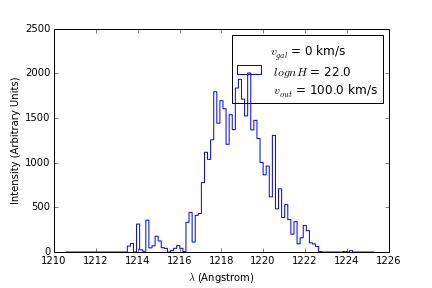 2500
2000
1500
1000
500
0
1210 1212 1214 1216 1218 1220 1222 1224 1226
λ (Angstrom)
Intensity (Arbitrary Units)
v_gal = 0 km/s
lognH = 22.0
v_out = 100.0 km/s